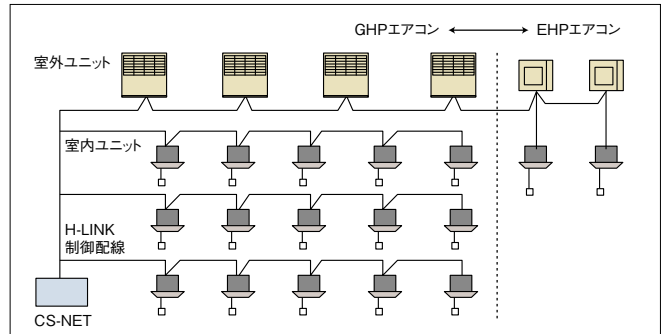 GHPエアコン
EHPエアコン
室外ユニット
室内ユニット
H-LINK
制御配線
CS-NET